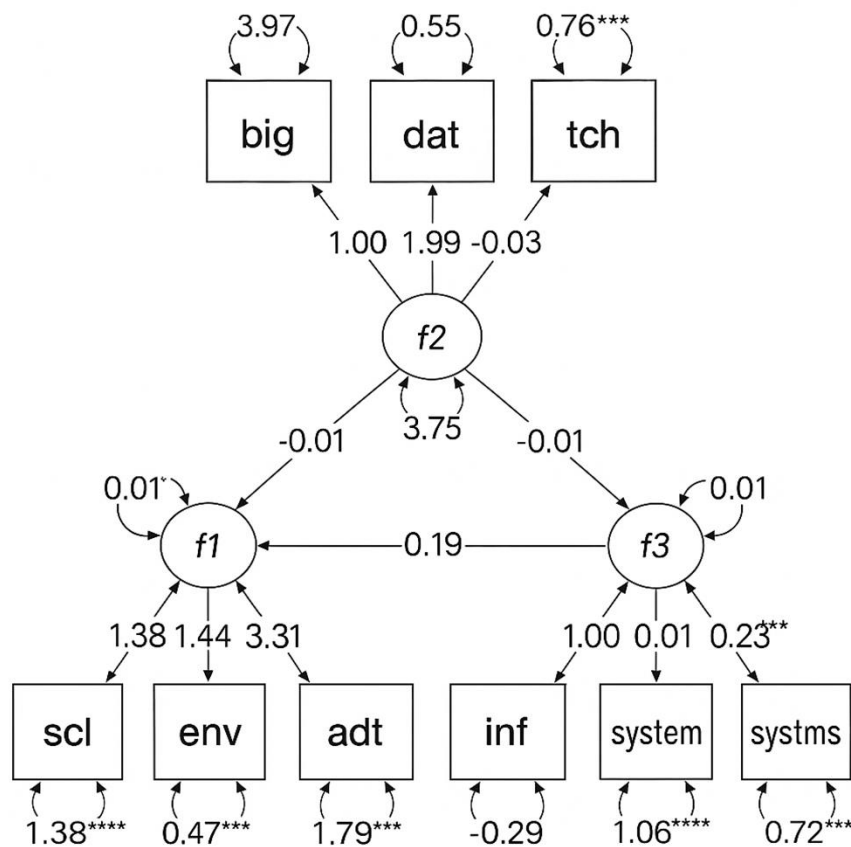 3.97 0.55 0.76***
big dat tch
1.00 1.99 -0.03
f2
3.75
-0.01 -0.01
0.01 0.01
f1 0.19 f3
1.38 1.44 3.31 1.00 0.01 0.23***
scl env adt inf system systms
1.38**** 0.47*** 1.79*** -0.29 1.06**** 0.72***